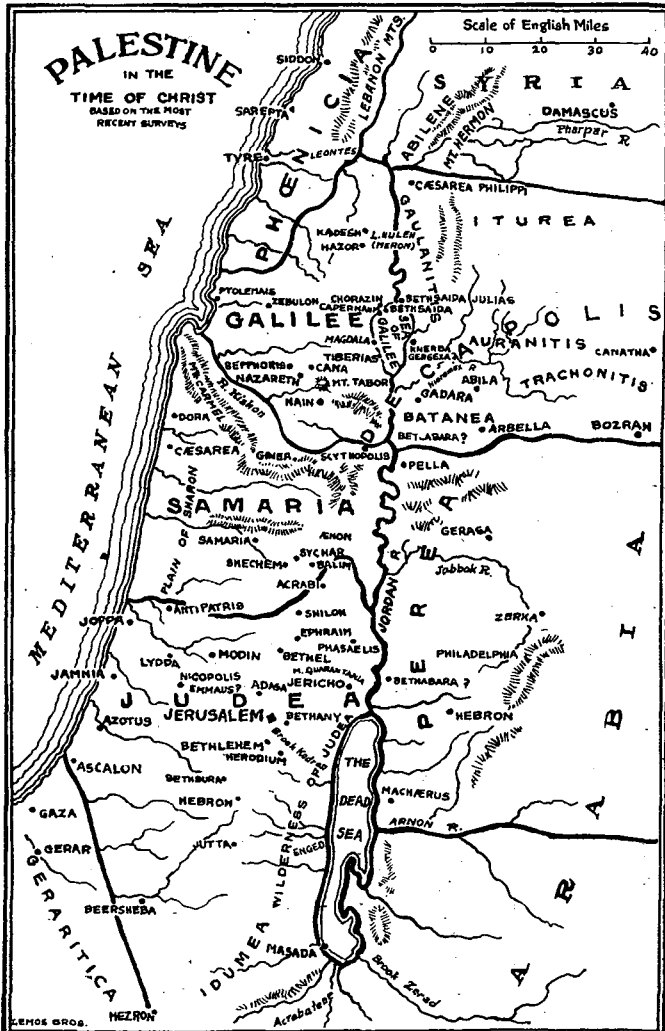 PALESTINE
IN THE
TIME OF CHRIST
BASED ON THE MOST
RECENT SURVEYS
Scale of English Miles
0 10 20 30 40
SIDDON
SAREPTA
TYRE
LEONTES
PHŒNICIA
LEBANON MTS.
SYRIA
ABILENE
MT. HERMON
DAMASCUS
Pharpar R
CÆSAREA PHILIPPI
ITUREA
GAULANITIS
KADESH
L. HULEH
(MEROM)
HAZOR
SEA
MEDITERRANEAN
PTOLEMAIS
ZEBULON
CHORAZIN
CAPERNAUM
BETHSAIDA JULIAS
BETHSAIDA
GALILEE
SEA OF GALILEE
MAGDALA
TIBERIAS
DECAPOLIS
AURANITIS
CANATHA
TRACHONITIS
ABILA
GADARA
SEPPHORIS
CANA
NAZARETH
MT. TABOR
NAIN
R. Kishon
MT. CARMEL
DORA
CÆSAREA
SCYTHOPOLIS
BATANEA
ARBELLA
BOZRAH
PELLA
SAMARIA
PLAIN OF SHARON
SAMARIA
ÆNON
SYCHAR
SHECHEM
SALIM
ACRABI
GERASA
Jabbok R.
JORDAN R
PEREA
ZERKA
PHILADELPHIA
ANTIPATRIS
JOPPA
SHILOH
EPHRAIM
PHASAELIS
LYDDA
MODIN
BETHEL
M. QUARANTANIA
JAMNIA
NICOPOLIS
EMMAUS?
ADASA
JERICHO
BETHABARA ?
JUDEA
JERUSALEM
BETHANY
HEBRON
AZOTUS
BETHLEHEM
HERODIUM
Brook Kedron
WILDERNESS OF JUDEA
THE
DEAD
SEA
ASCALON
BETHSURA
HEBRON
MACHÆRUS
ARNON R.
GAZA
GERAR
JUTTA
ENGEDI
GERARITICA
BEERSHEBA
IDUMEA
MASADA
ARABIA
Brook Zered
HEZRON
LEMOS BROS.